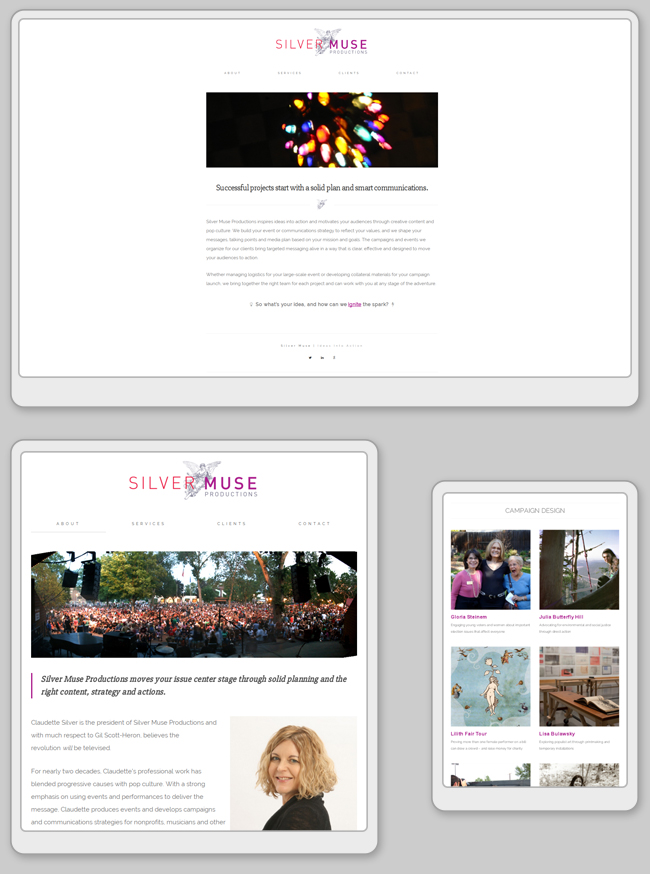 SILVER MUSE
PRODUCTIONS
ABOUT SERVICES CLIENTS CONTACT
Successful projects start with a solid plan and smart communications.
Silver Muse Productions inspires ideas into action and motivates your audiences through creative content and
pop culture. We build your event or communications strategy to reflect your values, and we shape your
messages, talking points and media plan based on your mission and goals. The campaigns and events we
organize for our clients bring targeted messaging alive in a way that is clear, effective and designed to move
your audiences to action.
Whether managing logistics for your large-scale event or developing collateral materials for your campaign
launch, we bring together the right team for each project and can work with you at any stage of the adventure.
So what's your idea, and how can we ignite the spark?
Silver Muse | Ideas Into Action
SILVER MUSE
PRODUCTIONS
ABOUT SERVICES CLIENTS CONTACT
Silver Muse Productions moves your issue center stage through solid planning and the
right content, strategy and actions.
Claudette Silver is the president of Silver Muse Productions and
with much respect to Gil Scott-Heron, believes the
revolution will be televised.
For nearly two decades, Claudette's professional work has
blended progressive causes with pop culture. With a strong
emphasis on using events and performances to deliver the
message, Claudette produces events and develops campaigns
and communications strategies for nonprofits, musicians and other
CAMPAIGN DESIGN
Gloria Steinem
Julia Butterfly Hill
Lilith Fair Tour
Lisa Bulawsky